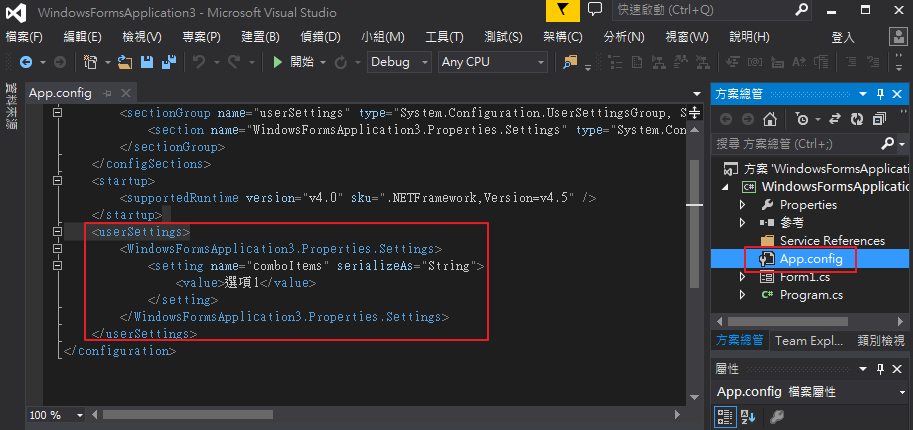 WindowsFormsApplication3 - Microsoft Visual Studio
快速啟動 (Ctrl+Q)
檔案(F) 編輯(E) 檢視(V) 專案(P) 建置(B) 偵錯(D) 小組(M) 工具(T) 測試(S) 架構(C) 分析(N) 視窗(W) 說明(H) 登入
開始 Debug Any CPU
資料來源
App.config
<sectionGroup name="userSettings" type="System.Configuration.UserSettingsGroup, S
<section name="WindowsFormsApplication3.Properties.Settings" type="System.Con
</sectionGroup>
</configSections>
<startup>
<supportedRuntime version="v4.0" sku=".NETFramework,Version=v4.5" />
</startup>
<userSettings>
<WindowsFormsApplication3.Properties.Settings>
<setting name="comboItems" serializeAs="String">
<value>選項1</value>
</setting>
</WindowsFormsApplication3.Properties.Settings>
</userSettings>
</configuration>
100 %
方案總管
搜尋 方案總管 (Ctrl+;)
方案 'WindowsFormsApplicatio
WindowsFormsApplicatio
Properties
參考
Service References
App.config
Form1.cs
Program.cs
方案總管 Team Expl... 類別檢視
屬性
App.config 檔案屬性